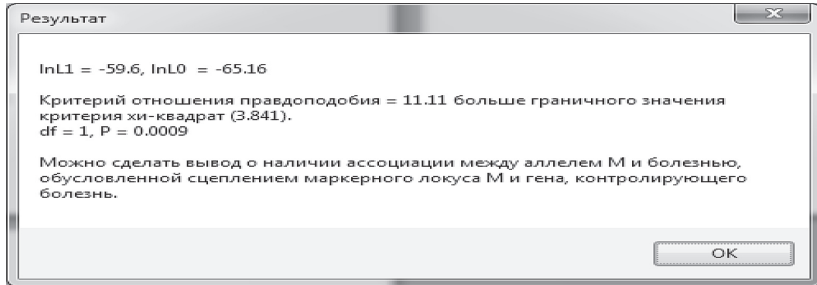 Результат
lnL1 = -59.6, lnL0 = -65.16
Критерий отношения правдоподобия = 11.11 больше граничного значения
критерия хи-квадрат (3.841).
df = 1, P = 0.0009
Можно сделать вывод о наличии ассоциации между аллелем М и болезнью,
обусловленной сцеплением маркерного локуса М и гена, контролирующего
болезнь.
OK